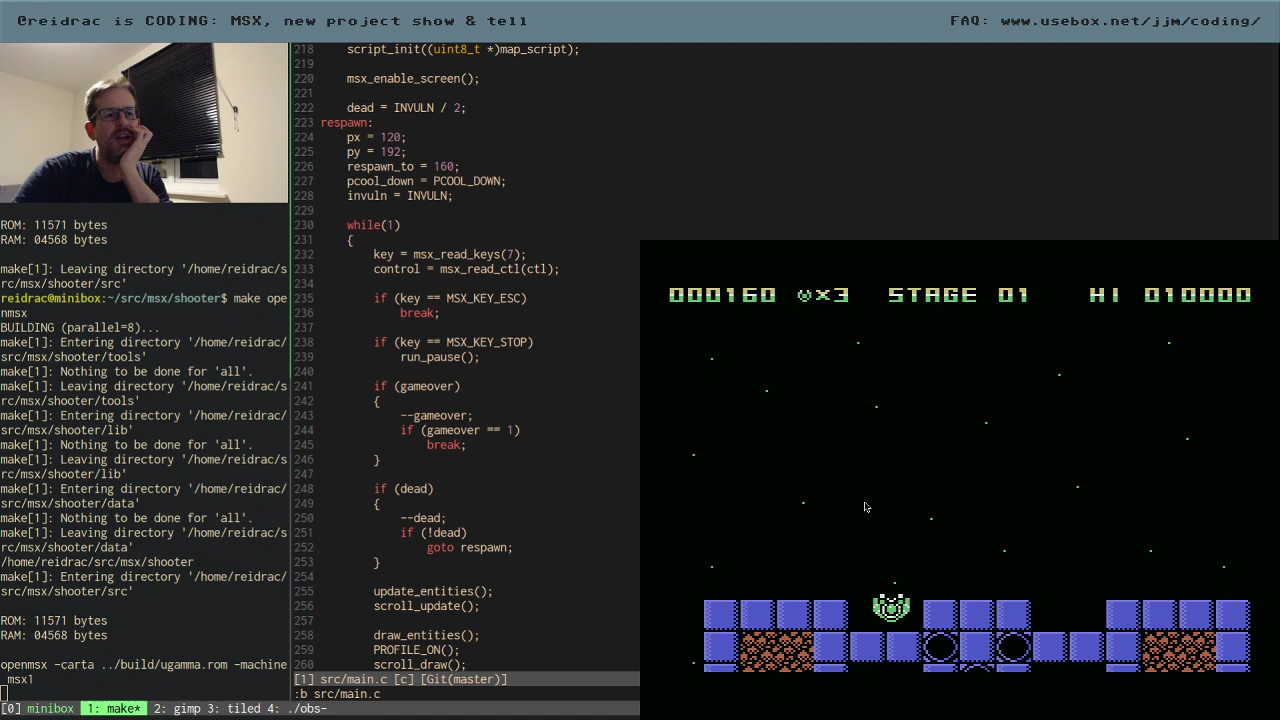 @reidrac is CODING: MSX, new project show & tell
FAQ: www.usebox.net/jjm/coding/
ROM: 11571 bytes
RAM: 04568 bytes
make[1]: Leaving directory '/home/reidrac/s
rc/msx/shooter/src'
reidrac@minibox:~/src/msx/shooter$ make ope
nmsx
BUILDING (parallel=8)...
make[1]: Entering directory '/home/reidrac/
src/msx/shooter/tools'
make[1]: Nothing to be done for 'all'.
make[1]: Leaving directory '/home/reidrac/s
rc/msx/shooter/tools'
make[1]: Entering directory '/home/reidrac/
src/msx/shooter/lib'
make[1]: Nothing to be done for 'all'.
make[1]: Leaving directory '/home/reidrac/s
rc/msx/shooter/lib'
make[1]: Entering directory '/home/reidrac/
src/msx/shooter/data'
make[1]: Nothing to be done for 'all'.
make[1]: Leaving directory '/home/reidrac/s
rc/msx/shooter/data'
/home/reidrac/src/msx/shooter
make[1]: Entering directory '/home/reidrac/
src/msx/shooter/src'
ROM: 11571 bytes
RAM: 04568 bytes
openmsx -carta ../build/ugamma.rom -machine
msx1
218 script_init((uint8_t *)map_script);
219
220 msx_enable_screen();
221
222 dead = INVULN / 2;
223 respawn:
224 px = 120;
225 py = 192;
226 respawn_to = 160;
227 pcool_down = PCOOL_DOWN;
228 invuln = INVULN;
229
230 while(1)
231 {
232 key = msx_read_keys(7);
233 control = msx_read_ctl(ctl);
234
235 if (key == MSX_KEY_ESC)
236 break;
237
238 if (key == MSX_KEY_STOP)
239 run_pause();
240
241 if (gameover)
242 {
243 --gameover;
244 if (gameover == 1)
245 break;
246 }
247
248 if (dead)
249 {
250 --dead;
251 if (!dead)
252 goto respawn;
253 }
254
255 update_entities();
256 scroll_update();
257
258 draw_entities();
259 PROFILE_ON();
260 scroll_draw();
[1] src/main.c [c] [Git(master)]
:b src/main.c
000160 x3 STAGE 01 HI 010000
[0] minibox 1: make* 2: gimp 3: tiled 4: ./obs-